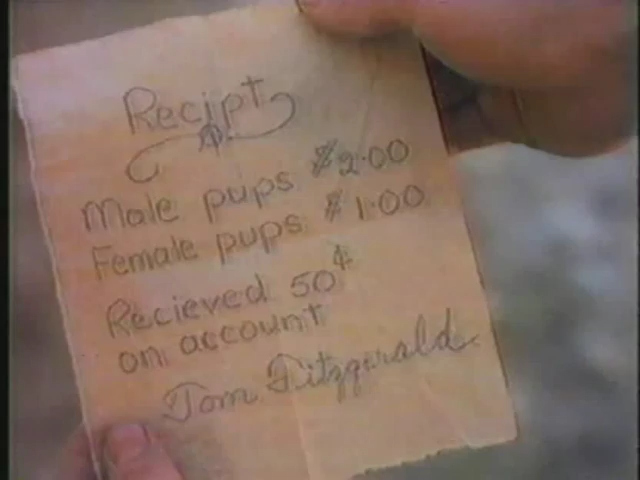 Recipt
Male pups $2.00
Female pups $1.00
Recieved 50¢
on account
Tom Fitzgerald